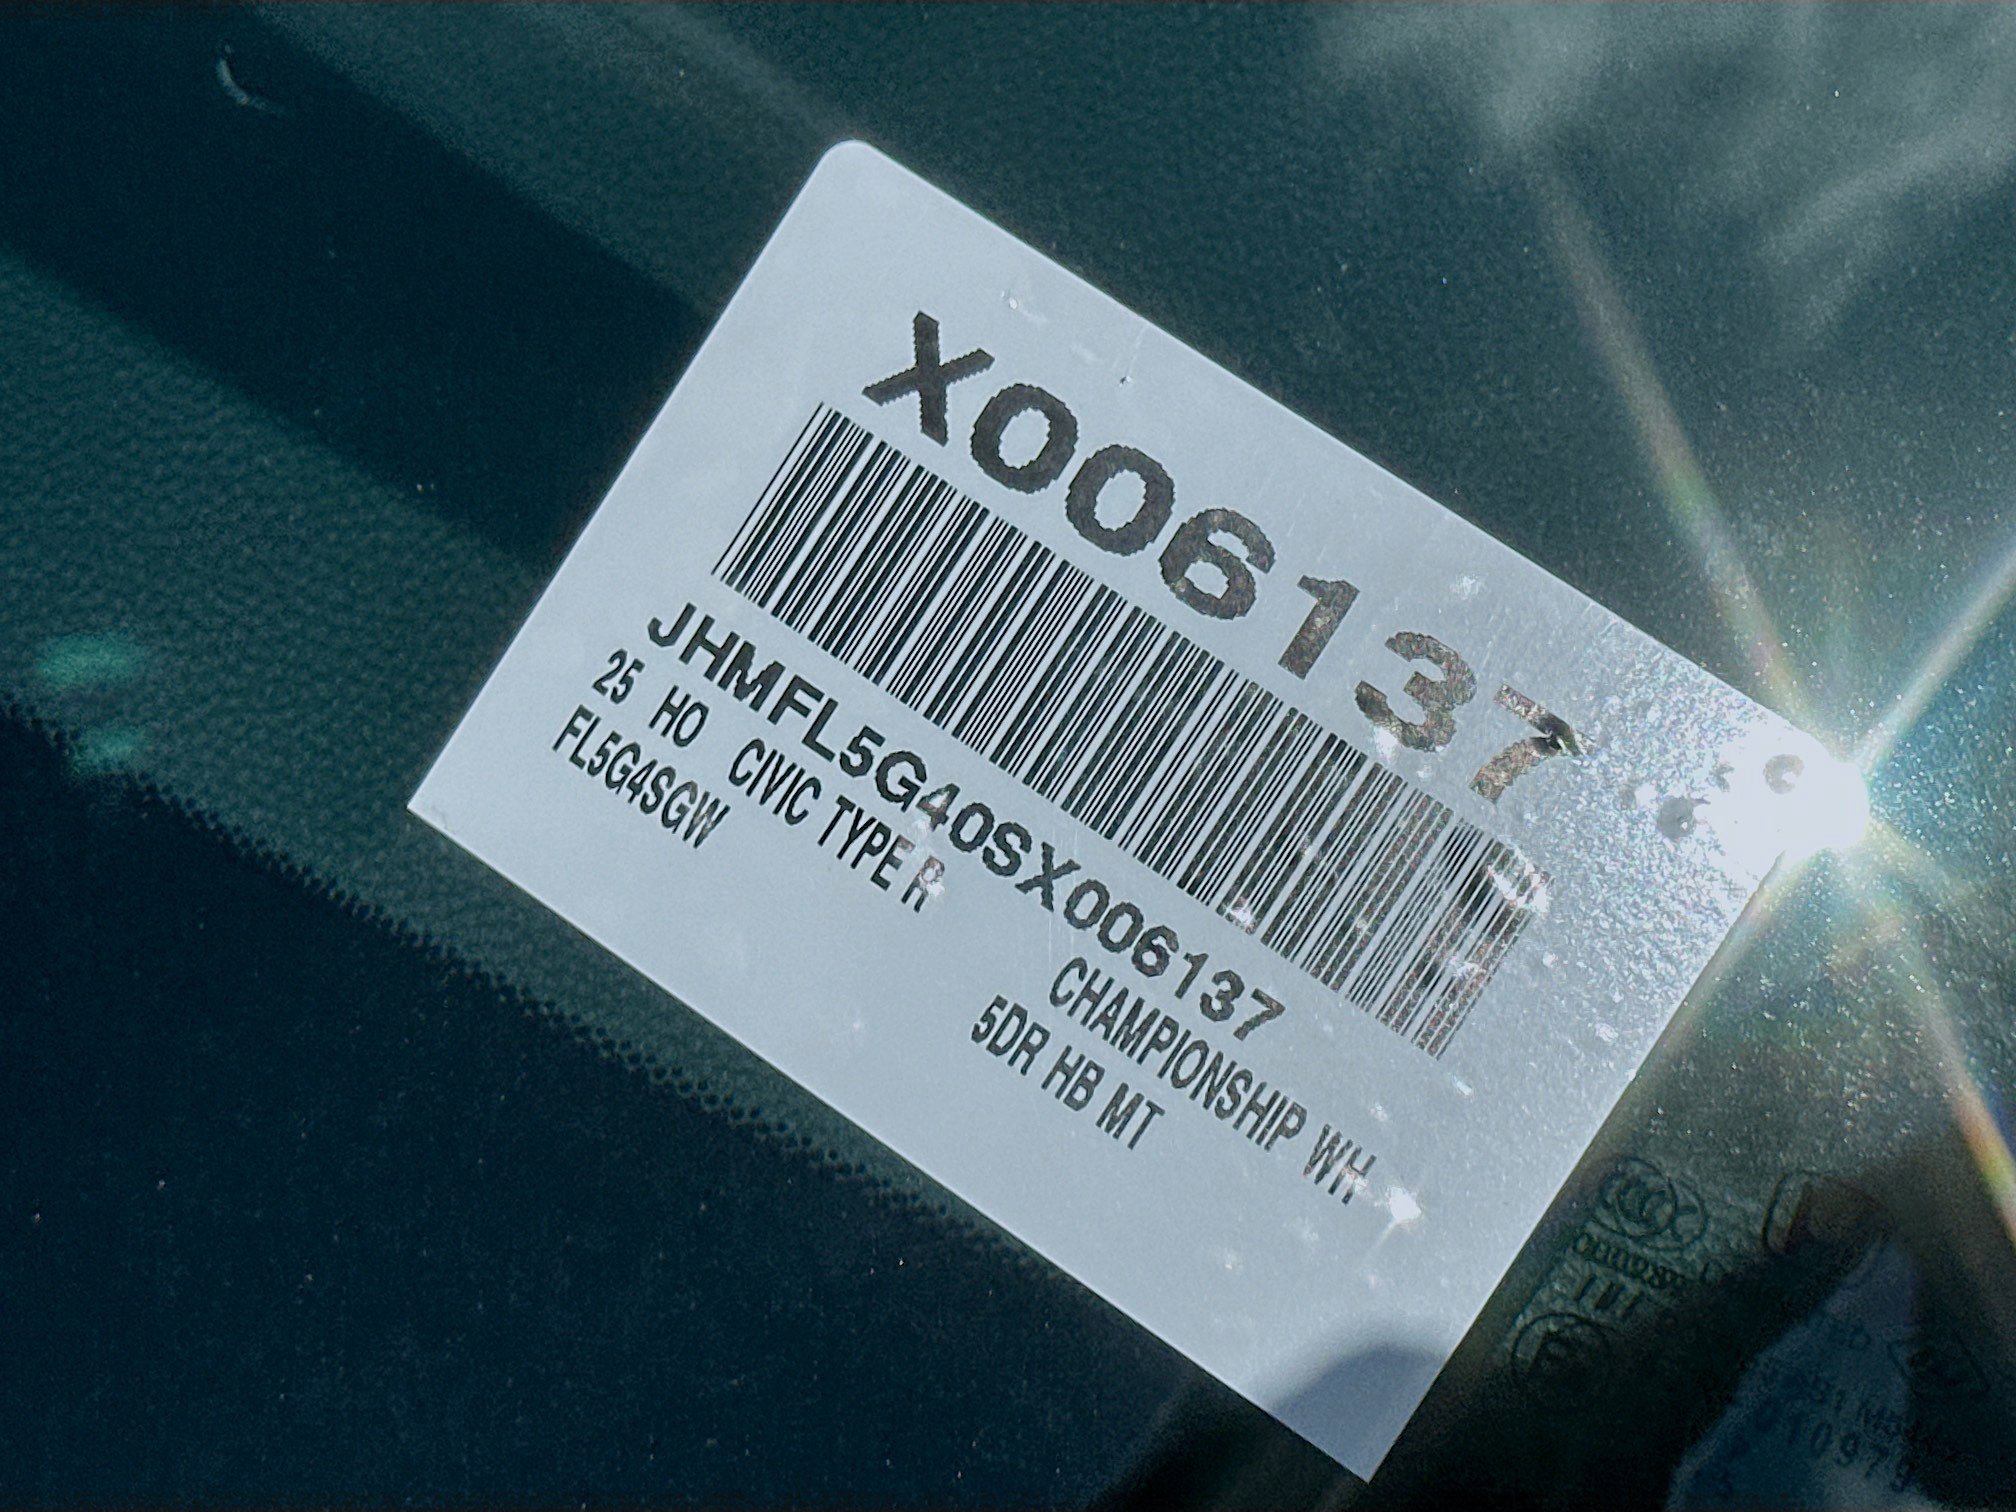 X006137
JHMFL5G40SX006137
25 HO CIVIC TYPE R CHAMPIONSHIP WH
FL5G4SGW 5DR HB MT